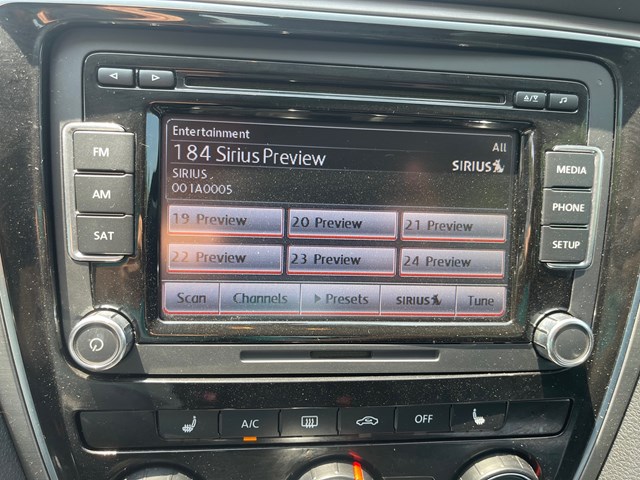 FM
AM
SAT
Entertainment
All
184 Sirius Preview
SIRIUS
SIRIUS
001A0005
19 Preview
20 Preview
21 Preview
22 Preview
23 Preview
24 Preview
Scan
Channels
Presets
SIRIUS
Tune
MEDIA
PHONE
SETUP
A/C
OFF